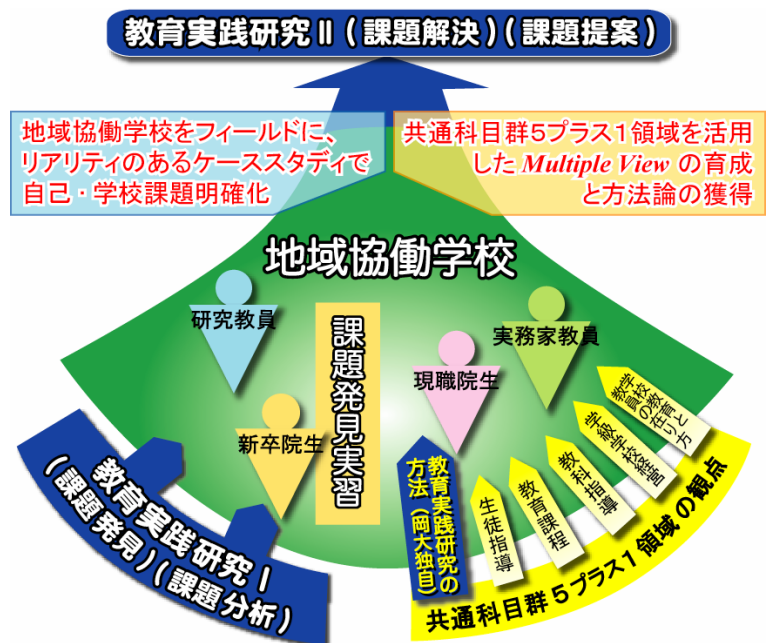 教育実践研究Ⅱ(課題解決)(課題提案)
地域協働学校をフィールドに、
リアリティのあるケーススタディで
自己・学校課題明確化
共通科目群5プラス1領域を活用
した Multiple View の育成
と方法論の獲得
地域協働学校
研究教員
新卒院生
課題発見実習
現職院生
実務家教員
教育実践研究Ⅰ
(課題発見)(課題分析)
教育実践研究の
方法(岡大独自)
生徒指導
教育課程
教科指導
学級学校経営
学校教育と
教員の在い方
共通科目群5プラス1領域の観点